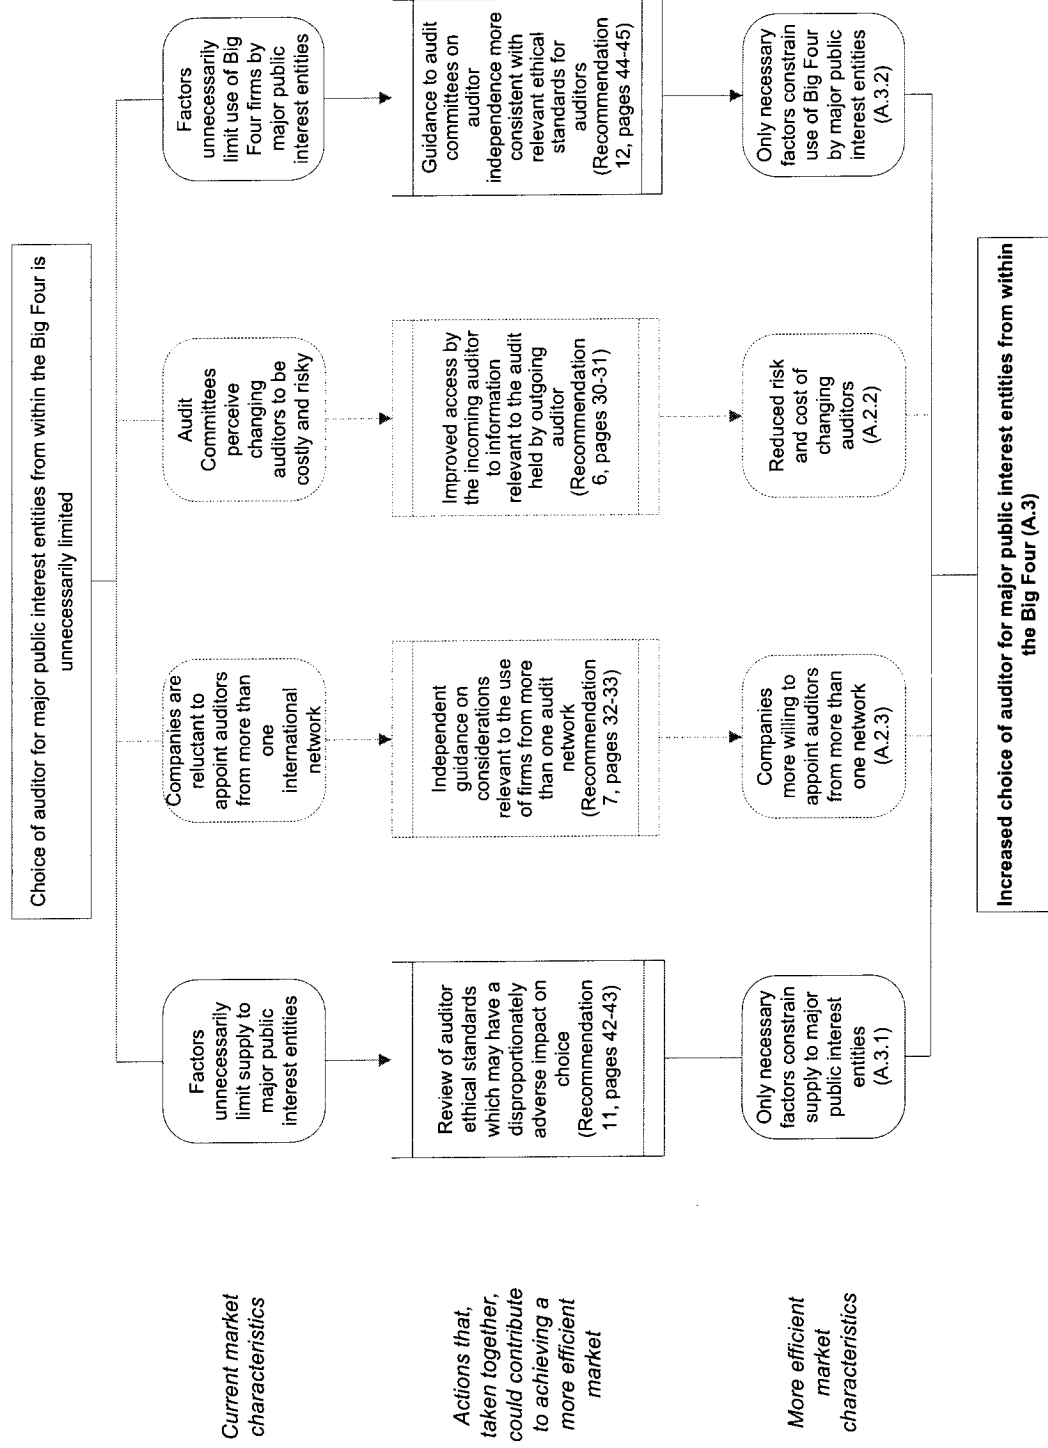 Choice of auditor for major public interest entities from within the Big Four is
unnecessarily limited
Current market
characteristics
Factors
unnecessarily
limit supply to
major public
interest entities
Companies are
reluctant to
appoint auditors
from more than
one
international
network
Audit
Committees
perceive
changing
auditors to be
costly and risky
Factors
unnecessarily
limit use of Big
Four firms by
major public
interest entities
Actions that,
taken together,
could contribute
to achieving a
more efficient
market
Review of auditor
ethical standards
which may have a
disproportionately
adverse impact on
choice
(Recommendation
11, pages 42-43)
Independent
guidance on
considerations
relevant to the use
of firms from more
than one audit
network
(Recommendation
7, pages 32-33)
Improved access by
the incoming auditor
to information
relevant to the audit
held by outgoing
auditor
(Recommendation
6, pages 30-31)
Guidance to audit
committees on
auditor
independence more
consistent with
relevant ethical
standards for
auditors
(Recommendation
12, pages 44-45)
More efficient
market
characteristics
Only necessary
factors constrain
supply to major
public interest
entities
(A.3.1)
Companies
more willing to
appoint auditors
from more than
one network
(A.2.3)
Reduced risk
and cost of
changing
auditors
(A.2.2)
Only necessary
factors constrain
use of Big Four
by major public
interest entities
(A.3.2)
Increased choice of auditor for major public interest entities from within
the Big Four (A.3)